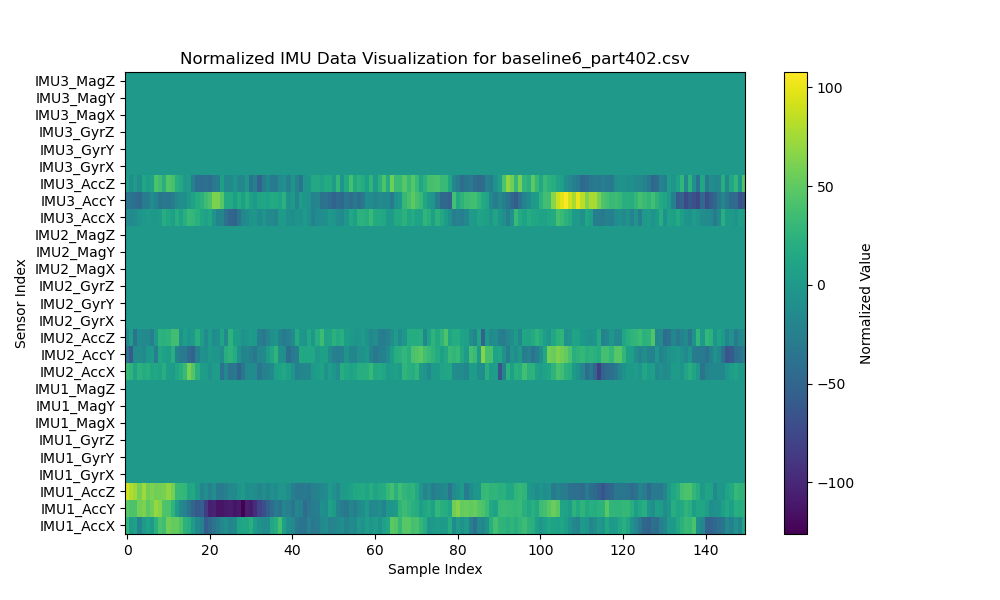 Normalized IMU Data Visualization for baseline6_part402.csv
IMU3_MagZ
IMU3_MagY
IMU3_MagX
IMU3_GyrZ
IMU3_GyrY
IMU3_GyrX
IMU3_AccZ
IMU3_AccY
IMU3_AccX
IMU2_MagZ
IMU2_MagY
IMU2_MagX
IMU2_GyrZ
IMU2_GyrY
IMU2_GyrX
IMU2_AccZ
IMU2_AccY
IMU2_AccX
IMU1_MagZ
IMU1_MagY
IMU1_MagX
IMU1_GyrZ
IMU1_GyrY
IMU1_GyrX
IMU1_AccZ
IMU1_AccY
IMU1_AccX
Sensor Index
0 20 40 60 80 100 120 140
Sample Index
100
50
0
−50
−100
Normalized Value